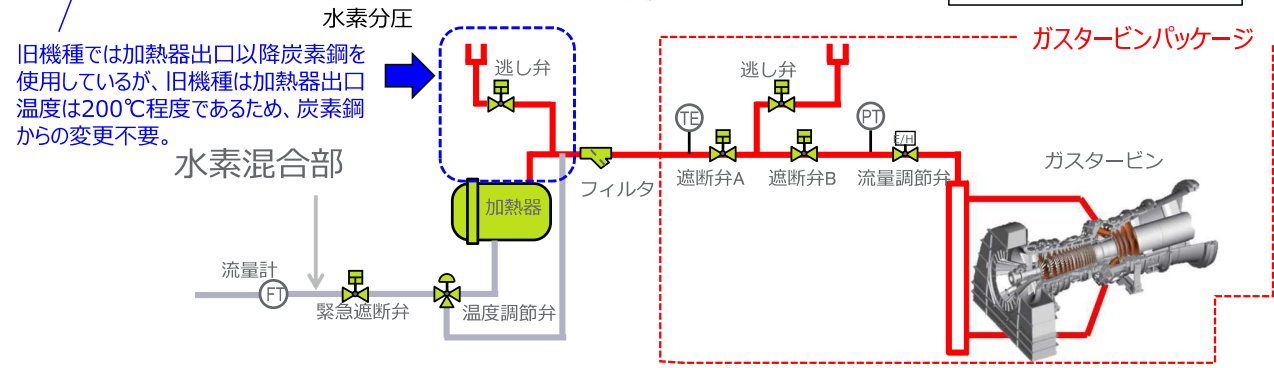 水素分圧
ガスタービンパッケージ
旧機種では加熱器出口以降炭素鋼を
使用しているが、旧機種は加熱器出口
温度は200℃程度であるため、炭素鋼
からの変更不要。
逃し弁
逃し弁
TE
PT
E/H
水素混合部
フィルタ
遮断弁A
遮断弁B
流量調節弁
ガスタービン
加熱器
流量計
FT
緊急遮断弁
温度調節弁